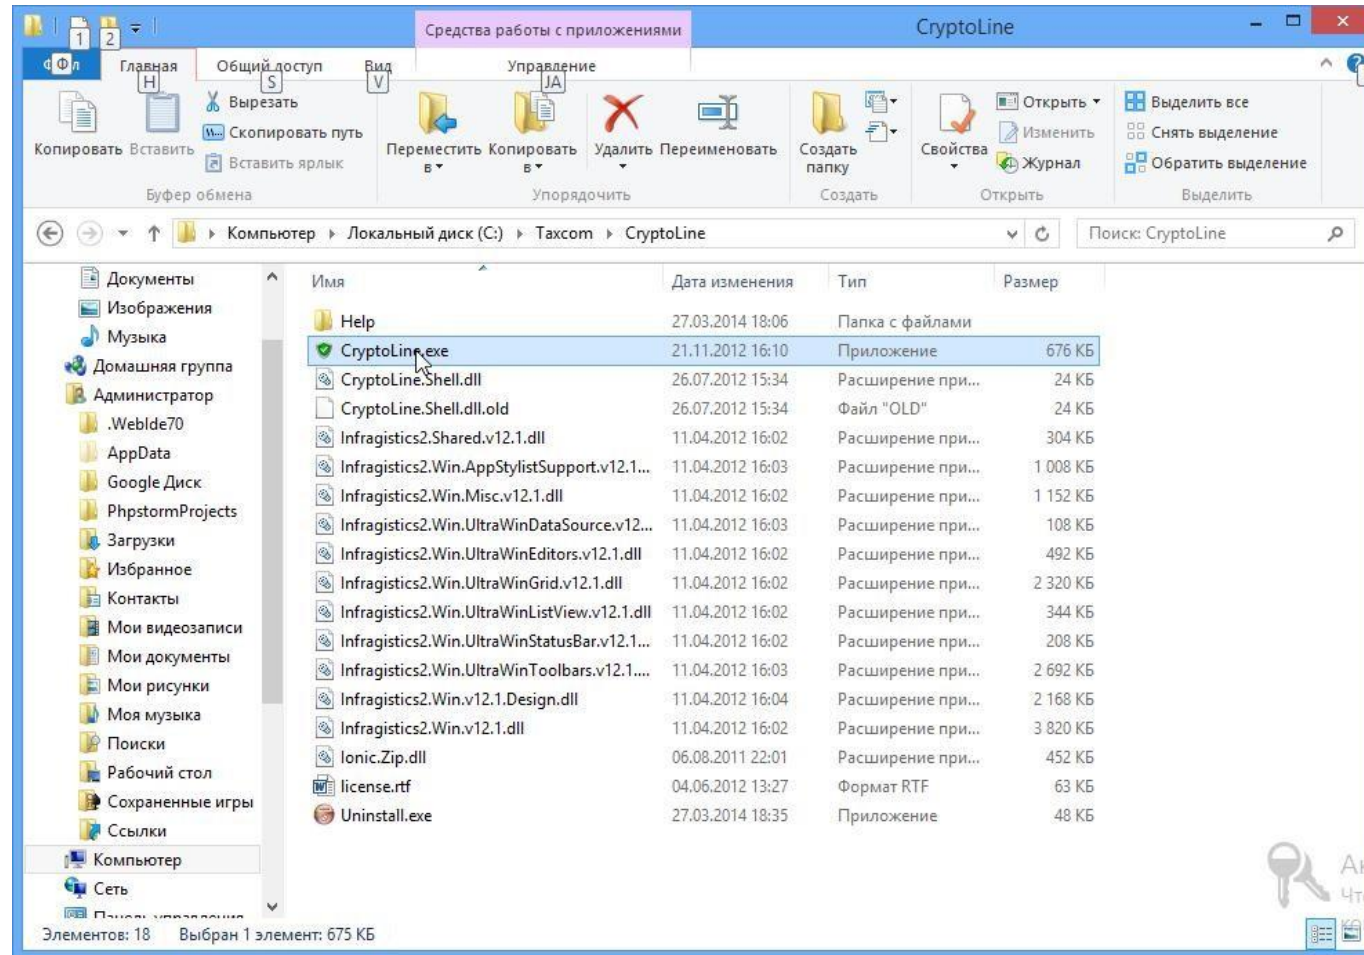 1 2
Средства работы с приложениями
CryptoLine
Ф
Главная Общий доступ Вид Управление
H S V JA
Копировать
Вставить
Вырезать
Скопировать путь
Вставить ярлык
Буфер обмена
Переместить в
Копировать в
Удалить
Переименовать
Упорядочить
Создать папку
Создать
Свойства
Открыть
Изменить
Журнал
Открыть
Выделить все
Снять выделение
Обратить выделение
Выделить
Компьютер Локальный диск (C:) Taxcom CryptoLine
Поиск: CryptoLine
Документы
Изображения
Музыка
Домашняя группа
Администратор
.WebIde70
AppData
Google Диск
PhpstormProjects
Загрузки
Избранное
Контакты
Мои видеозаписи
Мои документы
Мои рисунки
Моя музыка
Поиски
Рабочий стол
Сохраненные игры
Ссылки
Компьютер
Сеть
Панель управления
Имя Дата изменения Тип Размер
Help 27.03.2014 18:06 Папка с файлами
CryptoLine.exe 21.11.2012 16:10 Приложение 676 КБ
CryptoLine.Shell.dll 26.07.2012 15:34 Расширение при... 24 КБ
CryptoLine.Shell.dll.old 26.07.2012 15:34 Файл "OLD" 24 КБ
Infragistics2.Shared.v12.1.dll 11.04.2012 16:02 Расширение при... 304 КБ
Infragistics2.Win.AppStylistSupport.v12.1... 11.04.2012 16:03 Расширение при... 1 008 КБ
Infragistics2.Win.Misc.v12.1.dll 11.04.2012 16:02 Расширение при... 1 152 КБ
Infragistics2.Win.UltraWinDataSource.v12... 11.04.2012 16:03 Расширение при... 108 КБ
Infragistics2.Win.UltraWinEditors.v12.1.dll 11.04.2012 16:02 Расширение при... 492 КБ
Infragistics2.Win.UltraWinGrid.v12.1.dll 11.04.2012 16:02 Расширение при... 2 320 КБ
Infragistics2.Win.UltraWinListView.v12.1.dll 11.04.2012 16:02 Расширение при... 344 КБ
Infragistics2.Win.UltraWinStatusBar.v12.1... 11.04.2012 16:02 Расширение при... 208 КБ
Infragistics2.Win.UltraWinToolbars.v12.1.... 11.04.2012 16:03 Расширение при... 2 692 КБ
Infragistics2.Win.v12.1.Design.dll 11.04.2012 16:04 Расширение при... 2 168 КБ
Infragistics2.Win.v12.1.dll 11.04.2012 16:02 Расширение при... 3 820 КБ
Ionic.Zip.dll 06.08.2011 22:01 Расширение при... 452 КБ
license.rtf 04.06.2012 13:27 Формат RTF 63 КБ
Uninstall.exe 27.03.2014 18:35 Приложение 48 КБ
Элементов: 18 Выбран 1 элемент: 675 КБ